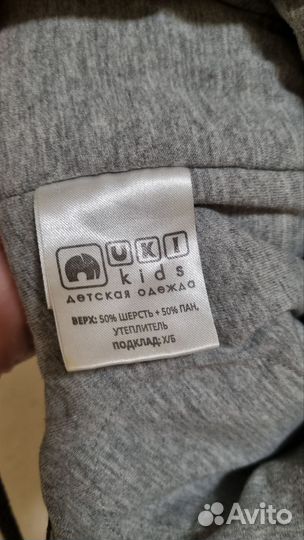 UKI
kids
детская одежда
ВЕРХ: 50% ШЕРСТЬ + 50% ПАН,
УТЕПЛИТЕЛЬ
ПОДКЛАД: Х/Б
Avito